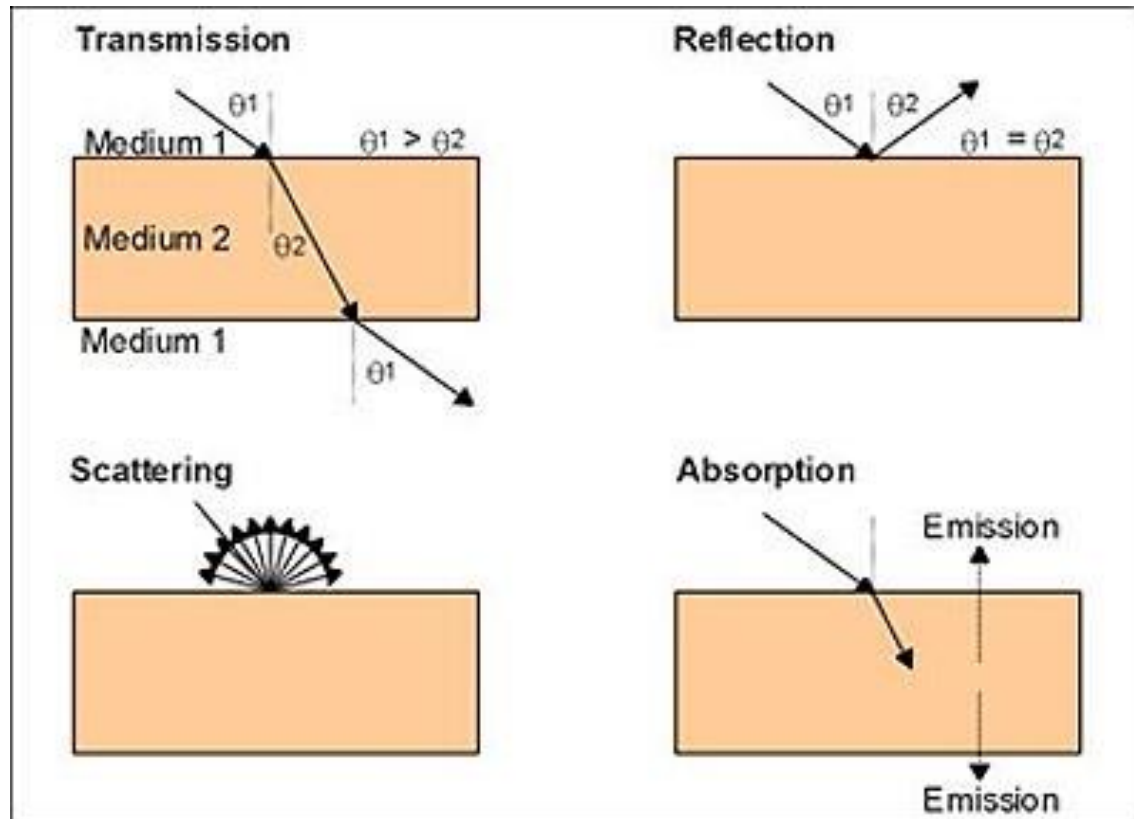 Transmission
θ1
Medium 1
θ1 > θ2
Medium 2
θ2
Medium 1
θ1
Reflection
θ1 θ2
θ1 = θ2
Scattering
Absorption
Emission
Emission